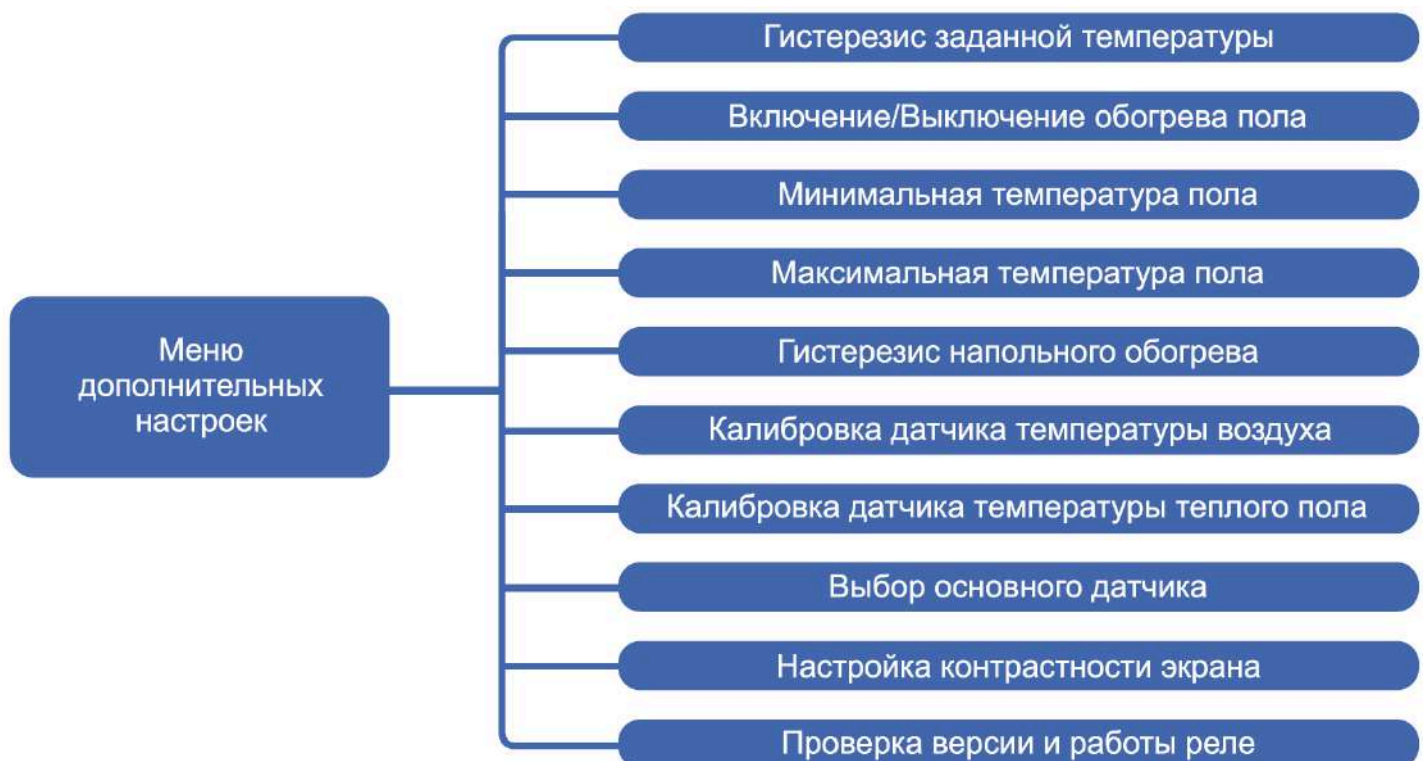 Гистерезис заданной температуры
Включение/Выключение обогрева пола
Минимальная температура пола
Максимальная температура пола
Меню
дополнительных
настроек
Гистерезис напольного обогрева
Калибровка датчика температуры воздуха
Калибровка датчика температуры теплого пола
Выбор основного датчика
Настройка контрастности экрана
Проверка версии и работы реле